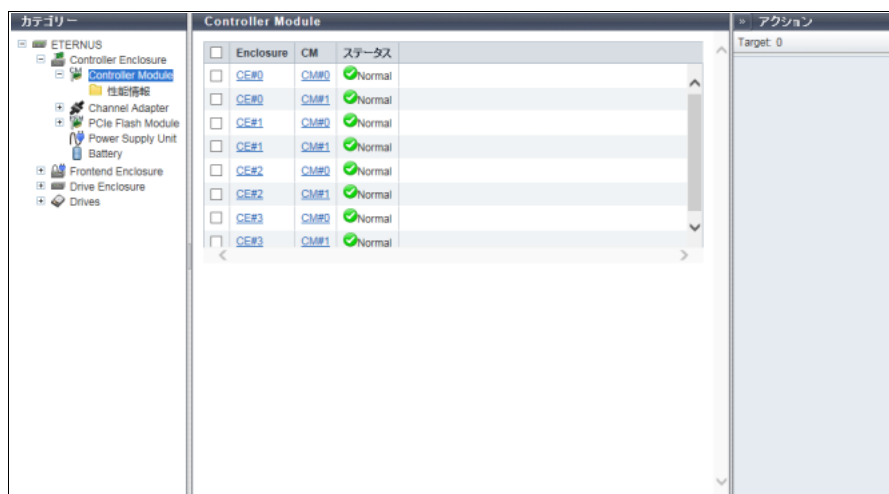 カテゴリー
ETERNUS
Controller Enclosure
Controller Module
性能情報
Channel Adapter
PCIe Flash Module
Power Supply Unit
Battery
Frontend Enclosure
Drive Enclosure
Drives
Controller Module
Enclosure CM ステータス
CE#0 CM#0 Normal
CE#0 CM#1 Normal
CE#1 CM#0 Normal
CE#1 CM#1 Normal
CE#2 CM#0 Normal
CE#2 CM#1 Normal
CE#3 CM#0 Normal
CE#3 CM#1 Normal
» アクション
Target: 0